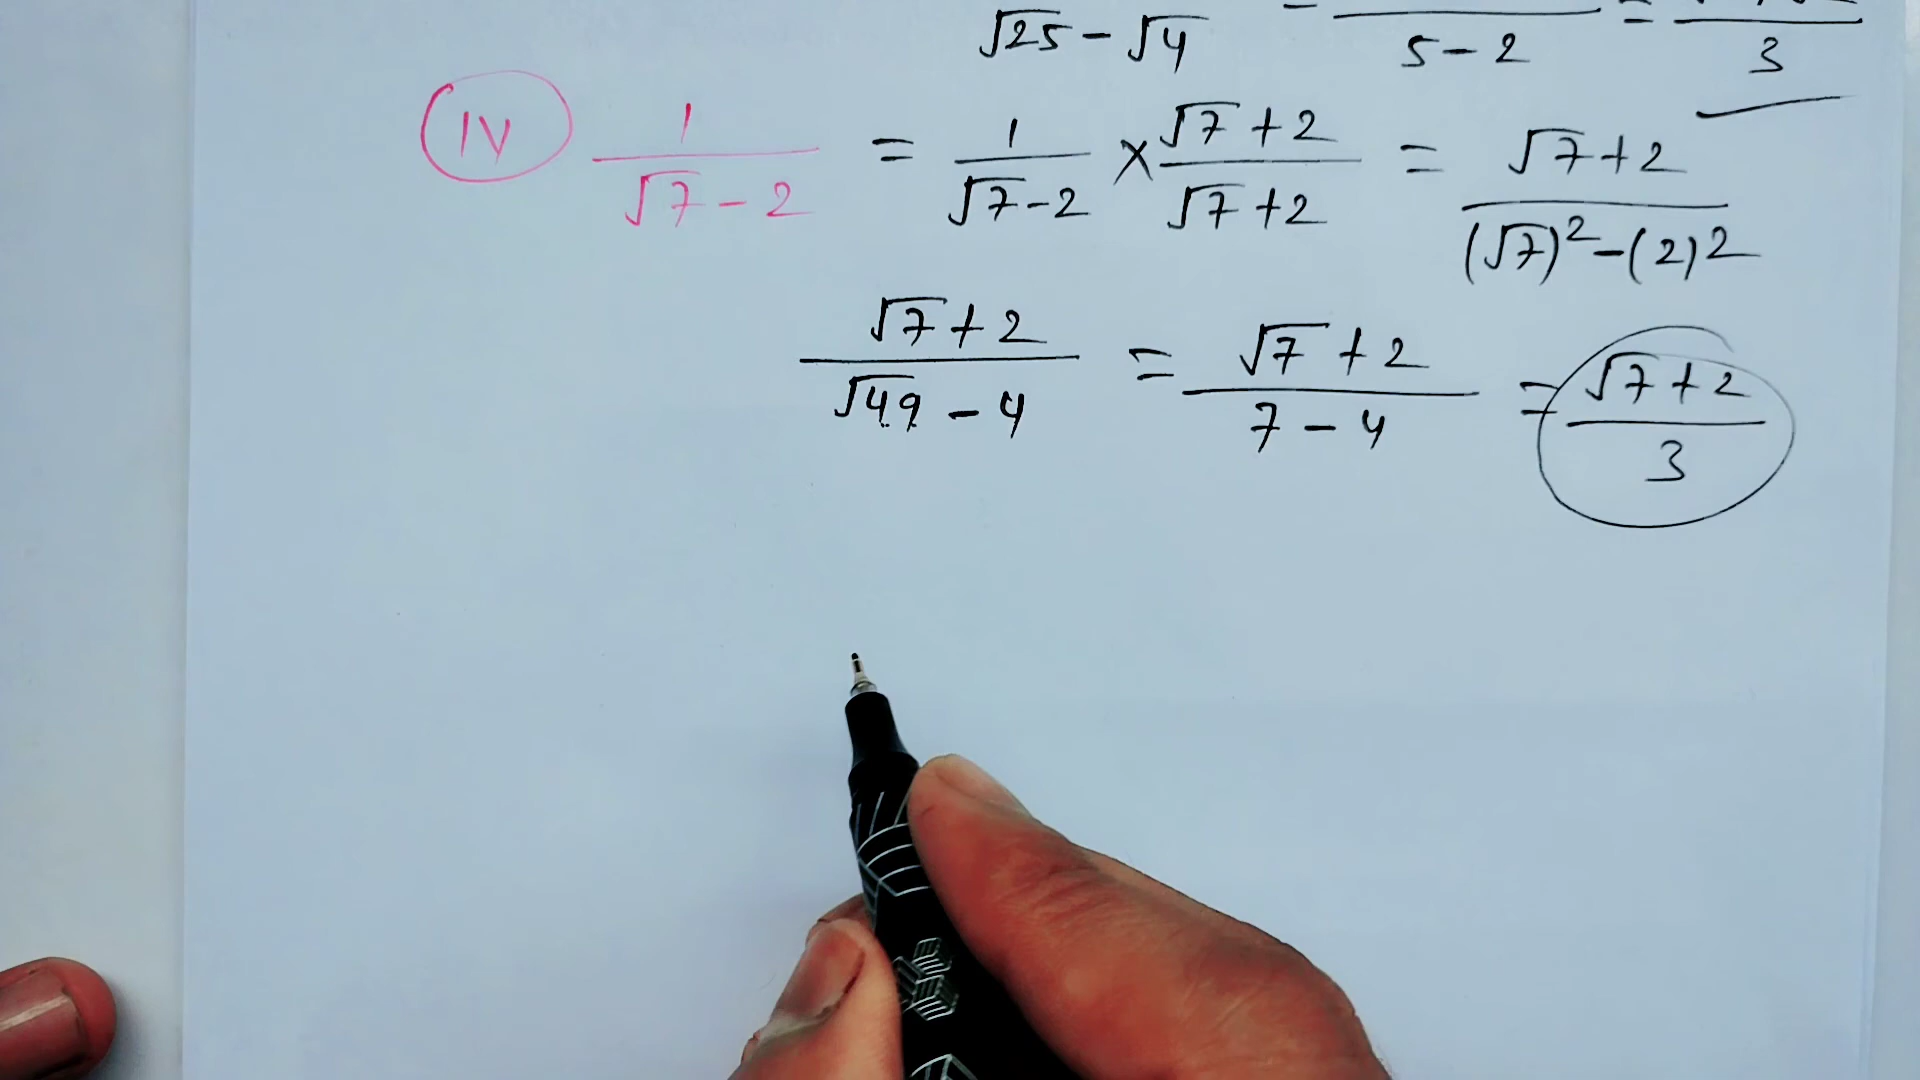 √25 - √4 5 - 2 = 3
IV 1/(√7 - 2) = 1/(√7 - 2) × (√7 + 2)/(√7 + 2) = (√7 + 2)/((√7)² - (2)²)
(√7 + 2)/(√49 - 4) = (√7 + 2)/(7 - 4) = (√7 + 2)/3